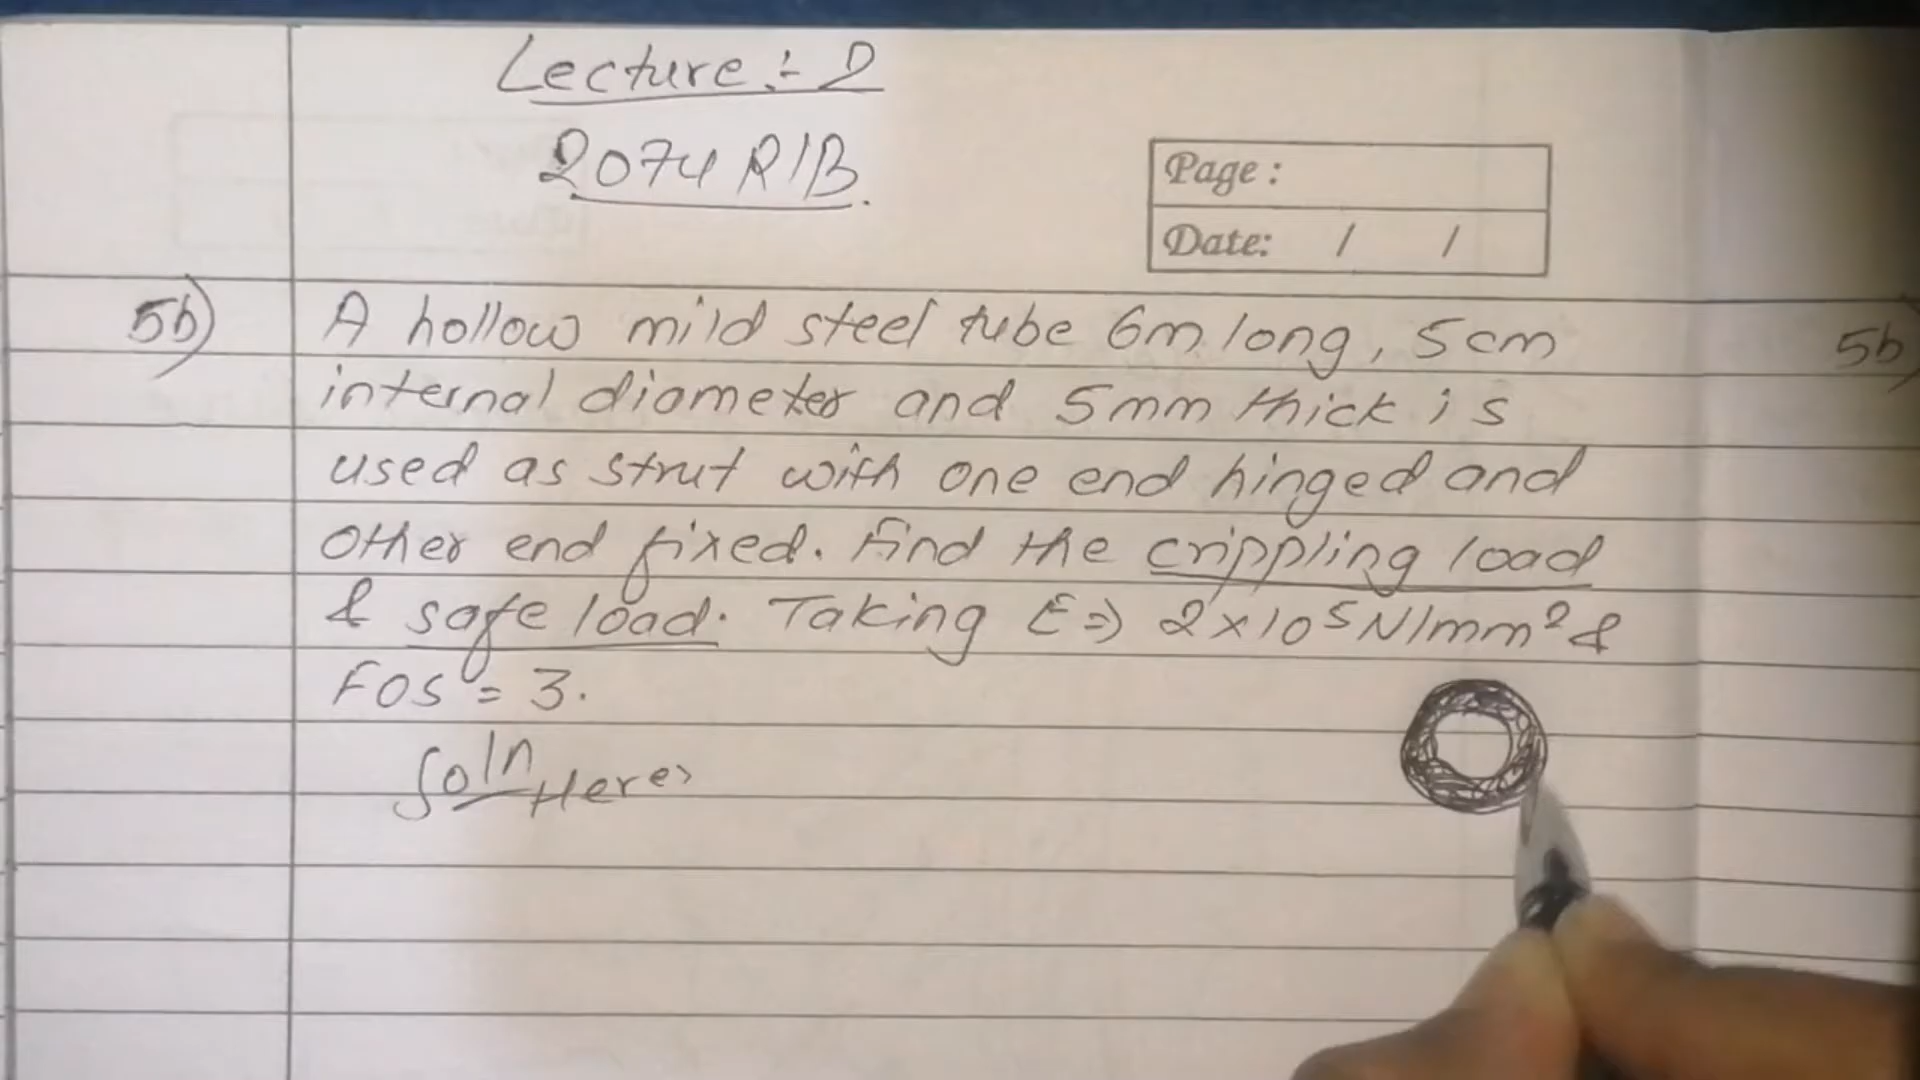 Lecture :- 2
2074 R/B.
Page :
Date: / /
5b) A hollow mild steel tube 6m long, 5cm
internal diameter and 5mm thick is
used as strut with one end hinged and
other end fixed. Find the crippling load
& safe load. Taking E => 2x10^5 N/mm² &
FOS = 3.
Soln Here,
5b)